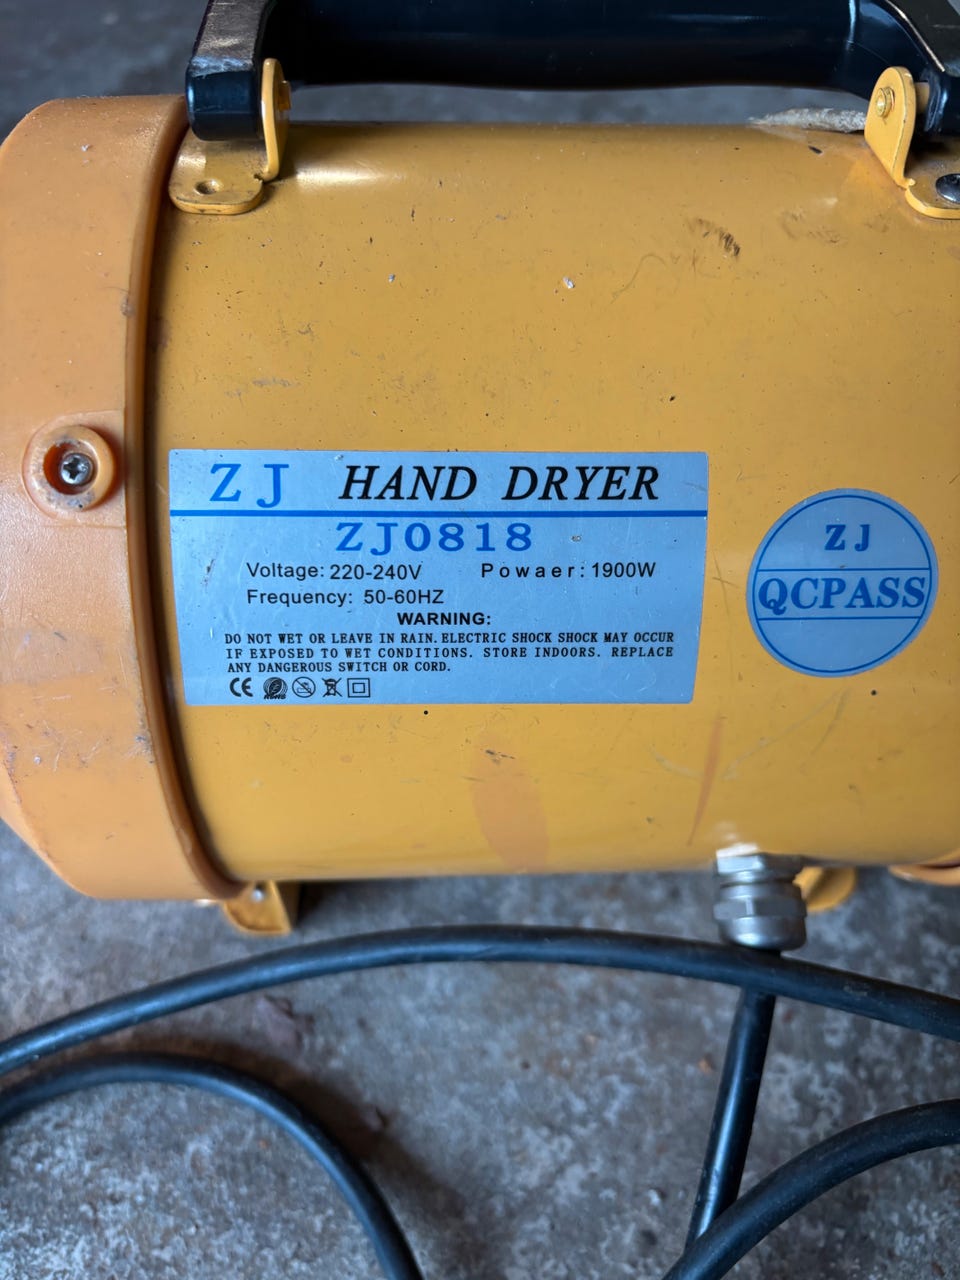 ZJ HAND DRYER
ZJ0818
Voltage: 220-240V Powaer: 1900W
Frequency: 50-60HZ
WARNING:
DO NOT WET OR LEAVE IN RAIN. ELECTRIC SHOCK SHOCK MAY OCCUR
IF EXPOSED TO WET CONDITIONS. STORE INDOORS. REPLACE
ANY DANGEROUS SWITCH OR CORD.
CE RoHS
ZJ
QCPASS